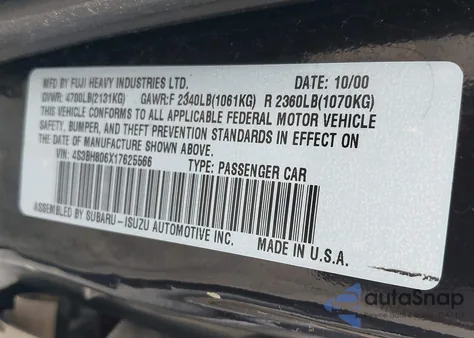 MFD BY FUJI HEAVY INDUSTRIES LTD. DATE: 10/00
GVWR: 4700LB(2131KG) GAWR:F 2340LB(1061KG) R 2360LB(1070KG)
THIS VEHICLE CONFORMS TO ALL APPLICABLE FEDERAL MOTOR VEHICLE
SAFETY, BUMPER, AND THEFT PREVENTION STANDARDS IN EFFECT ON
THE DATE OF MANUFACTURE SHOWN ABOVE.
VIN: 4S3BH806X17625566 TYPE: PASSENGER CAR
ASSEMBLED BY SUBARU-ISUZU AUTOMOTIVE INC. MADE IN U.S.A.
autoSnap